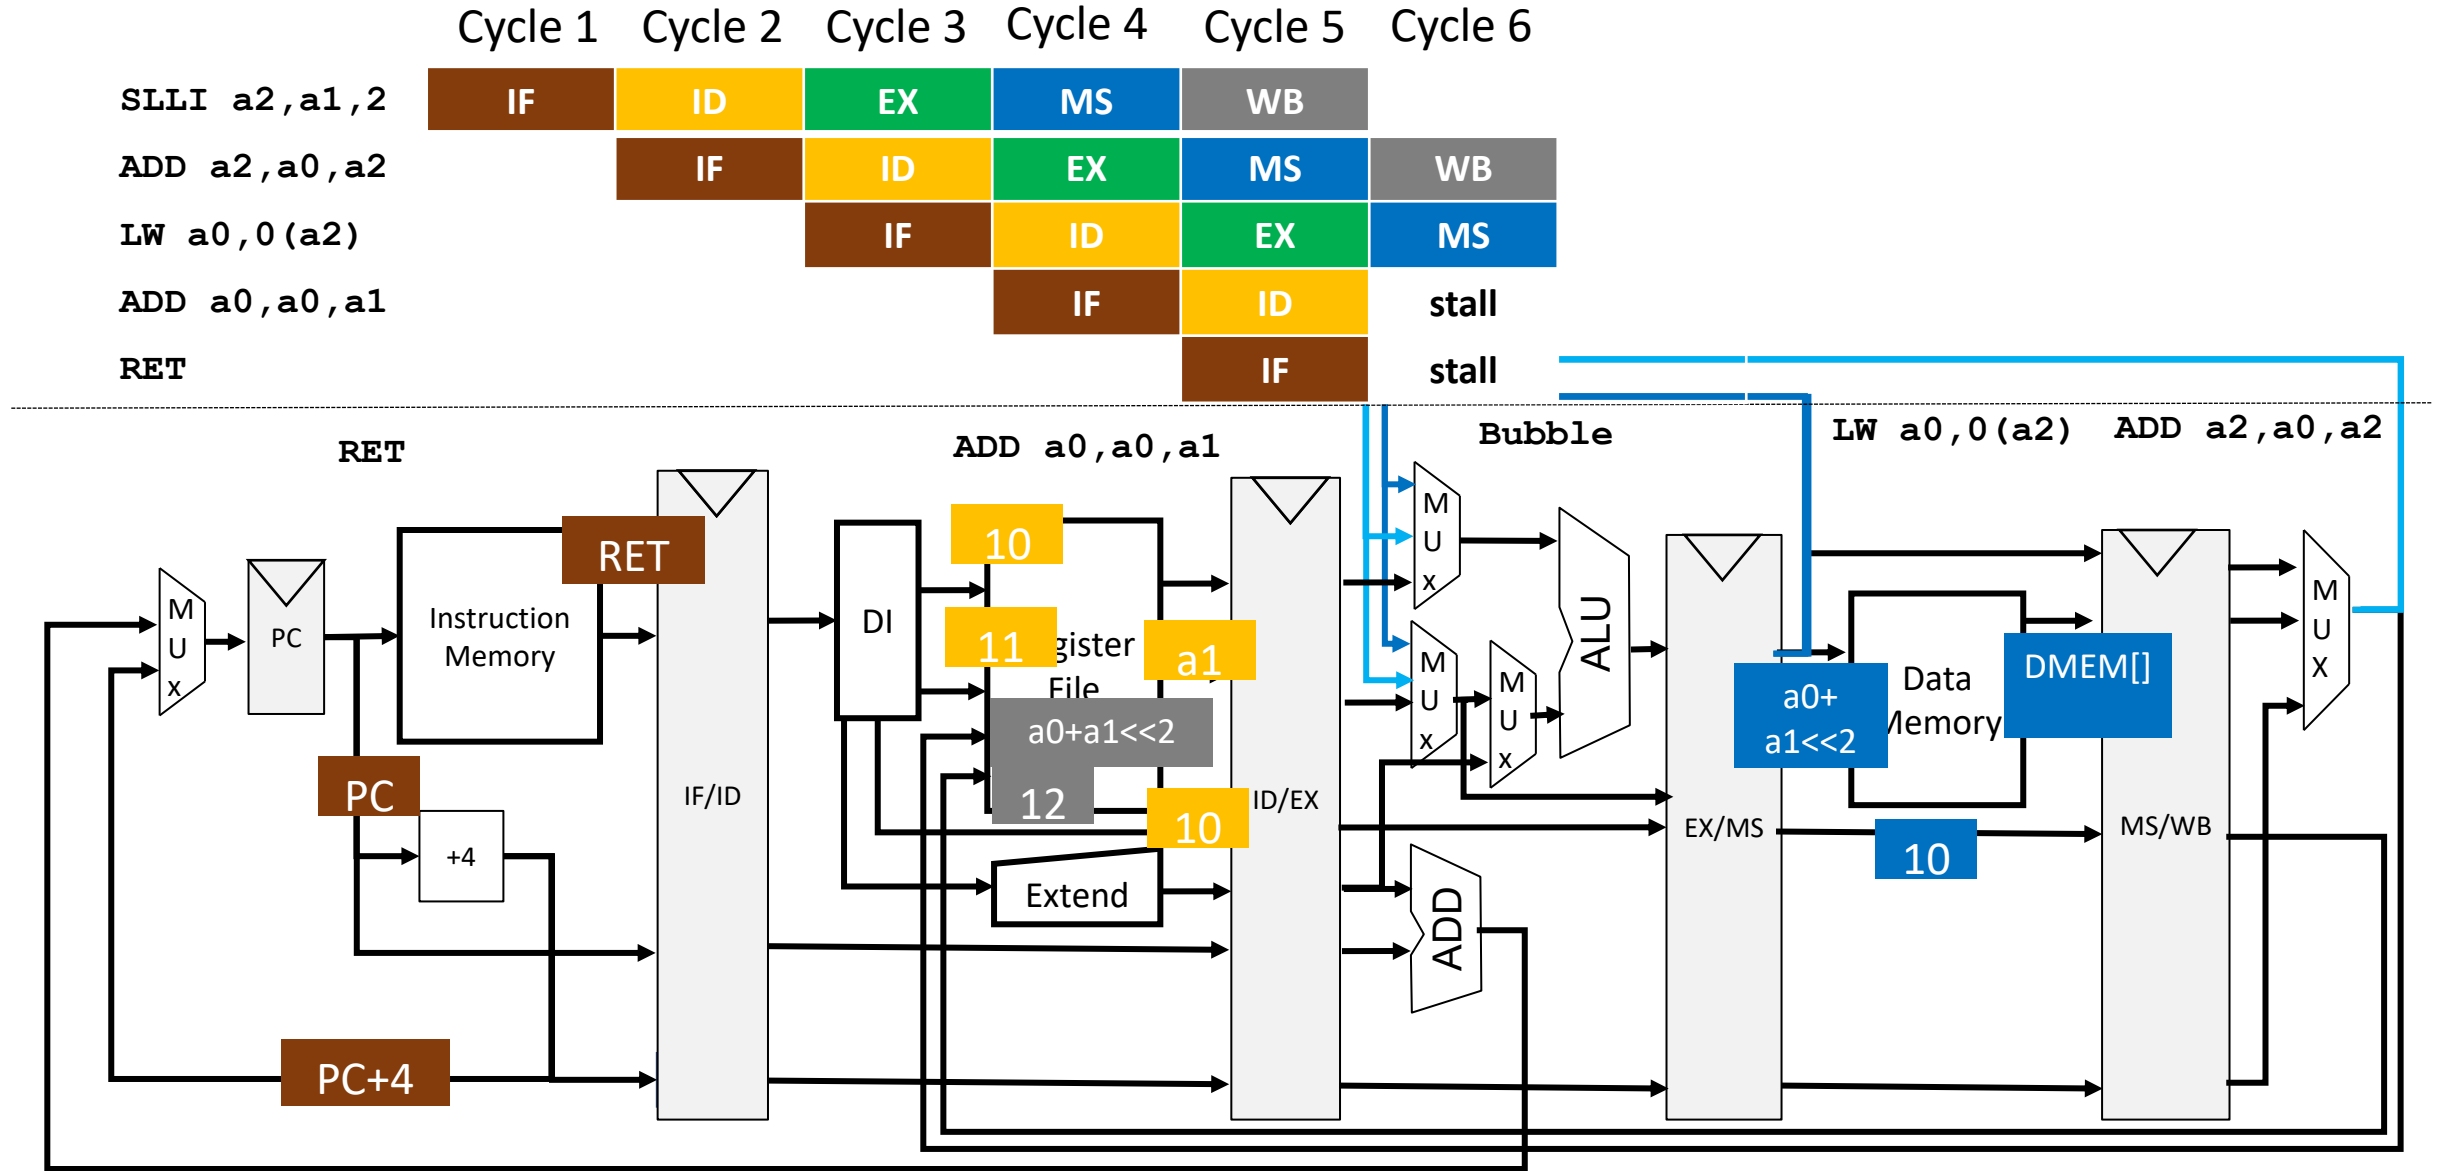 Cycle 1 Cycle 2 Cycle 3 Cycle 4 Cycle 5 Cycle 6
SLLI a2,a1,2 IF ID EX MS WB
ADD a2,a0,a2 IF ID EX MS WB
LW a0,0(a2) IF ID EX MS
ADD a0,a0,a1 IF ID stall
RET IF stall
RET ADD a0,a0,a1 Bubble LW a0,0(a2) ADD a2,a0,a2
M
U
x
PC
Instruction
Memory
RET
PC
+4
PC+4
IF/ID
DI
10
11
gister
File
a1
a0+a1<<2
12
10
Extend
ID/EX
M
U
x
M
U
x
M
U
x
ALU
ADD
EX/MS
a0+
a1<<2
Data
Memory
DMEM[]
10
MS/WB
M
U
X